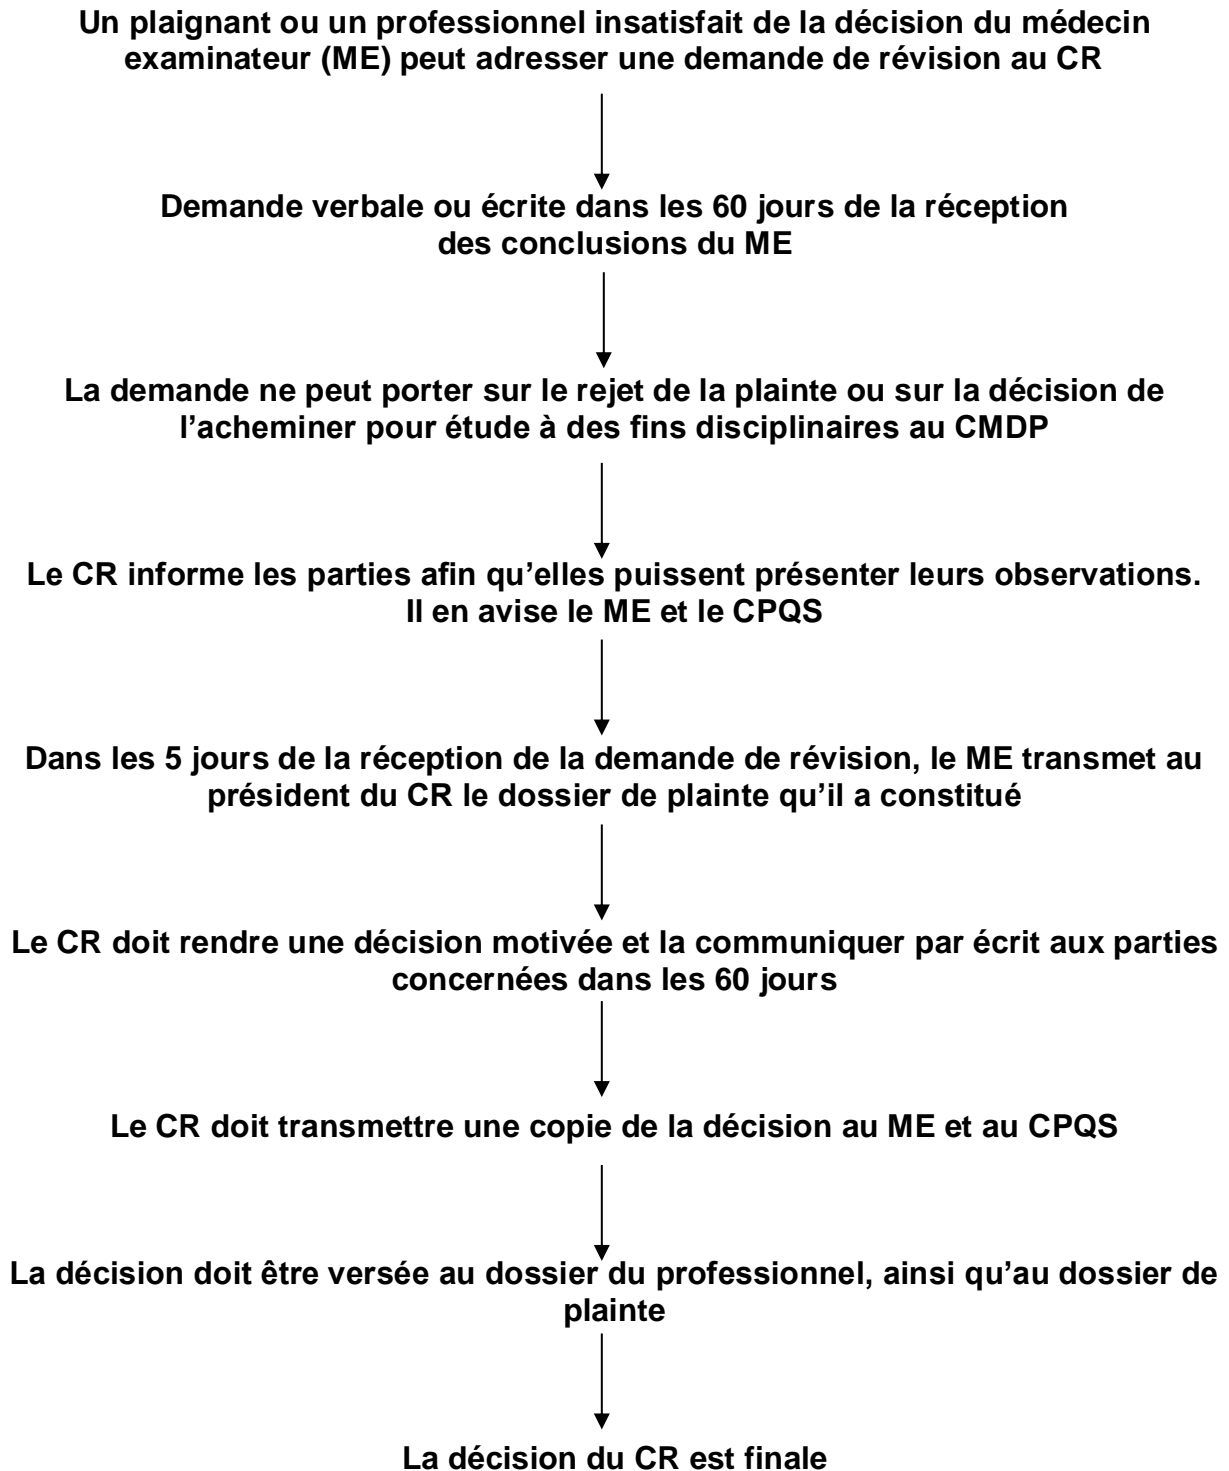 Un plaignant ou un professionnel insatisfait de la décision du médecin
examinateur (ME) peut adresser une demande de révision au CR
Demande verbale ou écrite dans les 60 jours de la réception
des conclusions du ME
La demande ne peut porter sur le rejet de la plainte ou sur la décision de
l’acheminer pour étude à des fins disciplinaires au CMDP
Le CR informe les parties afin qu’elles puissent présenter leurs observations.
Il en avise le ME et le CPQS
Dans les 5 jours de la réception de la demande de révision, le ME transmet au
président du CR le dossier de plainte qu’il a constitué
Le CR doit rendre une décision motivée et la communiquer par écrit aux parties
concernées dans les 60 jours
Le CR doit transmettre une copie de la décision au ME et au CPQS
La décision doit être versée au dossier du professionnel, ainsi qu’au dossier de
plainte
La décision du CR est finale